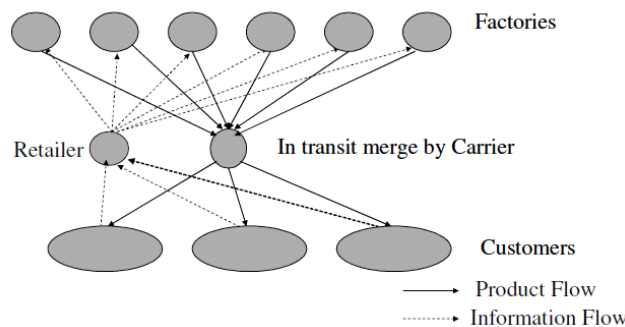 Factories
Retailer
In transit merge by Carrier
Customers
Product Flow
Information Flow